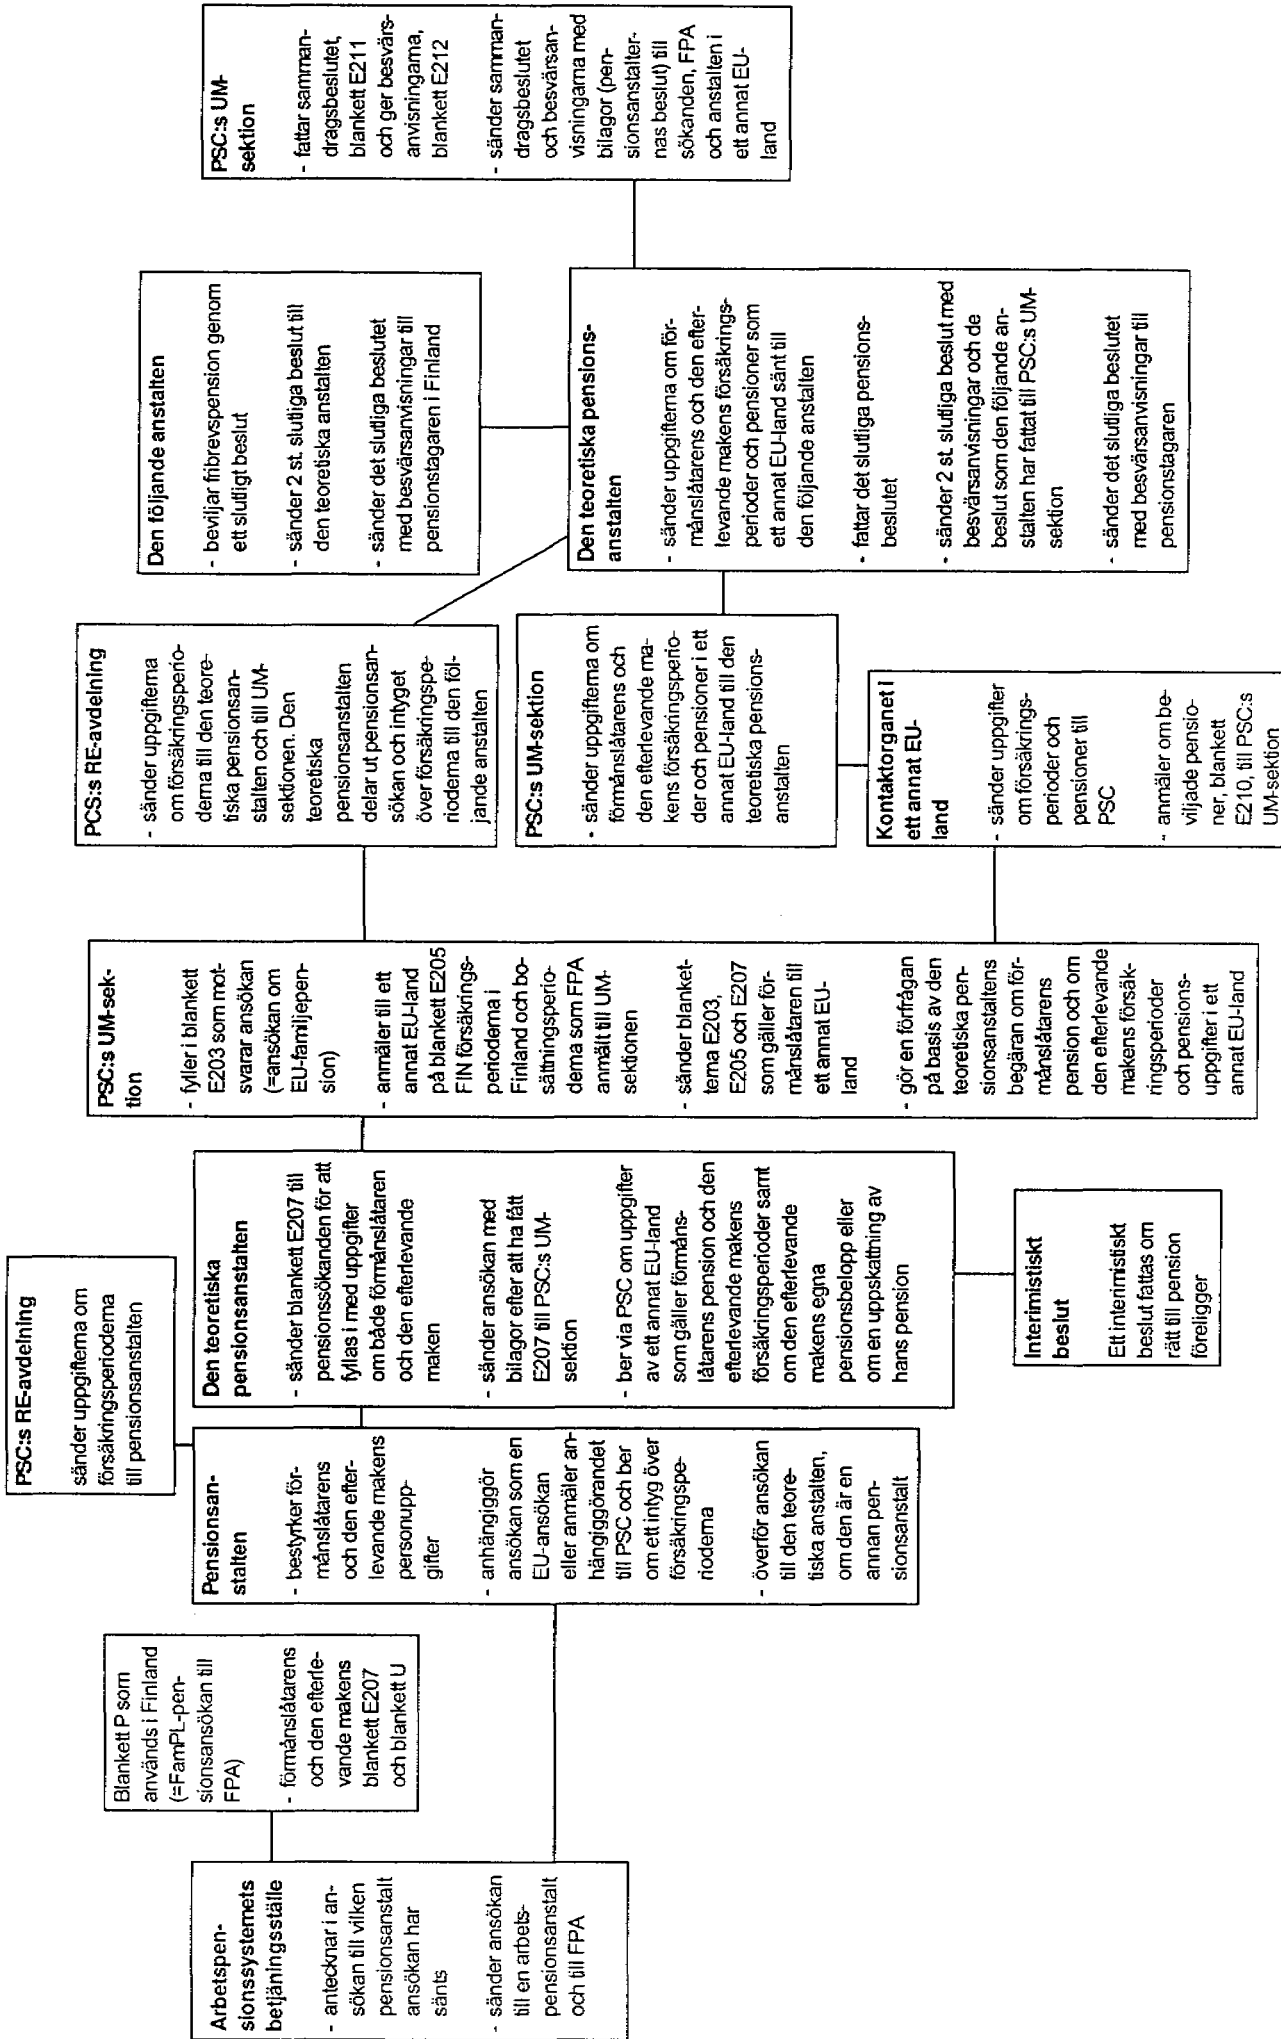 Arbetspen-
sionssystemets
betjäningsställe
- antecknar i an-
sökan till vilken
pensionsanstalt
ansökan har
sänts
- sänder ansökan
till en arbets-
pensionsanstalt
och till FPA
Blankett P som
används i Finland
(=FamPL-pen-
sionsansökan till
FPA)
- förmånslåtarens
och den efterle-
vande makens
blankett E207
och blankett U
Pensionsan-
stalten
- bestyrker för-
månslåtarens
och den efter-
levande makens
personupp-
gifter
- anhängiggör
ansökan som en
EU-ansökan
eller anmäler an-
hängiggörandet
till PSC och ber
om ett intyg över
försäkringspe-
rioderna
- överför ansökan
till den teore-
tiska anstalten,
om den är en
annan pen-
sionsanstalt
PSC:s RE-avdelning
sänder uppgifterna om
försäkringsperioderna
till pensionsanstalten
Den teoretiska
pensionsanstalten
- sänder blankett E207 till
pensionssökanden för att
fyllas i med uppgifter
om både förmånslåtaren
och den efterlevande
maken
- sänder ansökan med
bilagor efter att ha fått
E207 till PSC:s UM-
sektion
- ber via PSC om uppgifter
av ett annat EU-land
som gäller förmåns-
låtarens pension och den
efterlevande makens
försäkringsperioder samt
om den efterlevande
makens egna
pensionsbelopp eller
om en uppskattning av
hans pension
Interimistiskt
beslut
Ett interimistiskt
beslut fattas om
rätt till pension
föreligger
PSC:s UM-sek-
tion
- fyller i blankett
E203 som mot-
svarar ansökan
(=ansökan om
EU-familjepen-
sion)
- anmäler till ett
annat EU-land
på blankett E205
FIN försäkrings-
perioderna i
Finland och bo-
sättningsperio-
derna som FPA
anmält till UM-
sektionen
- sänder blanket-
terna E203,
E205 och E207
som gäller för-
månslåtaren till
ett annat EU-
land
- gör en förfrågan
på basis av den
teoretiska pen-
sionsanstaltens
begäran om för-
månslåtarens
pension och om
den efterlevande
makens försäk-
ringsperioder
och pensions-
uppgifter i ett
annat EU-land
PCS:s RE-avdelning
- sänder uppgifterna
om försäkringsperio-
derna till den teore-
tiska pensionsan-
stalten och till UM-
sektionen. Den
teoretiska
pensionsanstalten
delar ut pensionsan-
sökan och intyget
över försäkringspe-
rioderna till den föl-
jande anstalten
PSC:s UM-sektion
- sänder uppgifterna om
förmånslåtarens och
den efterlevande ma-
kens försäkringsperio-
der och pensioner i ett
annat EU-land till den
teoretiska pensions-
anstalten
Kontaktorganet i
ett annat EU-
land
- sänder uppgifter
om försäkrings-
perioder och
pensioner till
PSC
- anmäler om be-
viljade pensio-
ner, blankett
E210, till PSC:s
UM-sektion
Den följande anstalten
- beviljar fribrevspension genom
ett slutligt beslut
- sänder 2 st. slutliga beslut till
den teoretiska anstalten
- sänder det slutliga beslutet
med besvärsanvisningar till
pensionstagaren i Finland
Den teoretiska pensions-
anstalten
- sänder uppgifterna om för-
månslåtarens och den efter-
levande makens försäkrings-
perioder och pensioner som
ett annat EU-land sänt till
den följande anstalten
- fattar det slutliga pensions-
beslutet
- sänder 2 st. slutliga beslut med
besvärsanvisningar och de
beslut som den följande an-
stalten har fattat till PSC:s UM-
sektion
- sänder det slutliga beslutet
med besvärsanvisningar till
pensionstagaren
PSC:s UM-
sektion
- fattar samman-
dragsbeslutet,
blankett E211
och ger besvärs-
anvisningarna,
blankett E212
- sänder samman-
dragsbeslutet
och besvärsan-
visningarna med
bilagor (pen-
sionsanstalter-
nas beslut) till
sökanden, FPA
och anstalten i
ett annat EU-
land